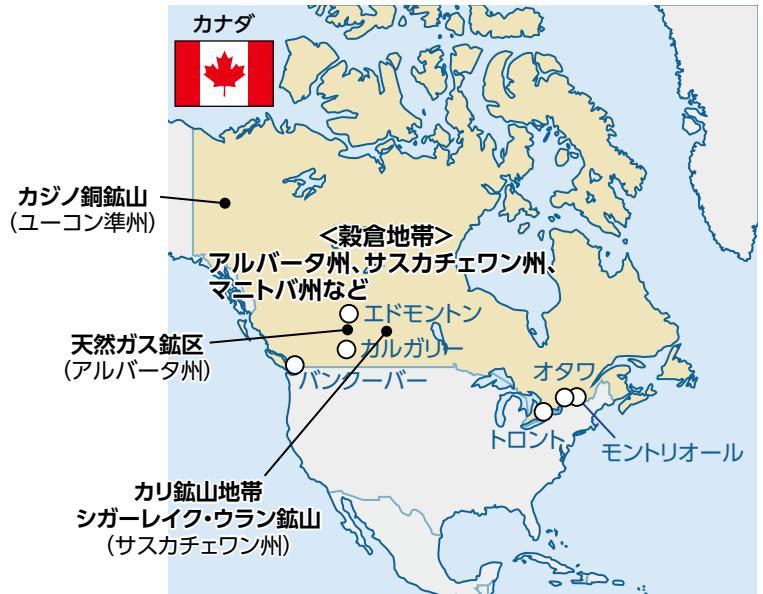 カナダ
カジノ銅鉱山
(ユーコン準州)
<穀倉地帯>
アルバータ州、サスカチェワン州、
マニトバ州など
エドモントン
天然ガス鉱区
(アルバータ州)
カルガリー
バンクーバー
オタワ
トロント
モントリオール
カリ鉱山地帯
シガーレイク・ウラン鉱山
(サスカチェワン州)